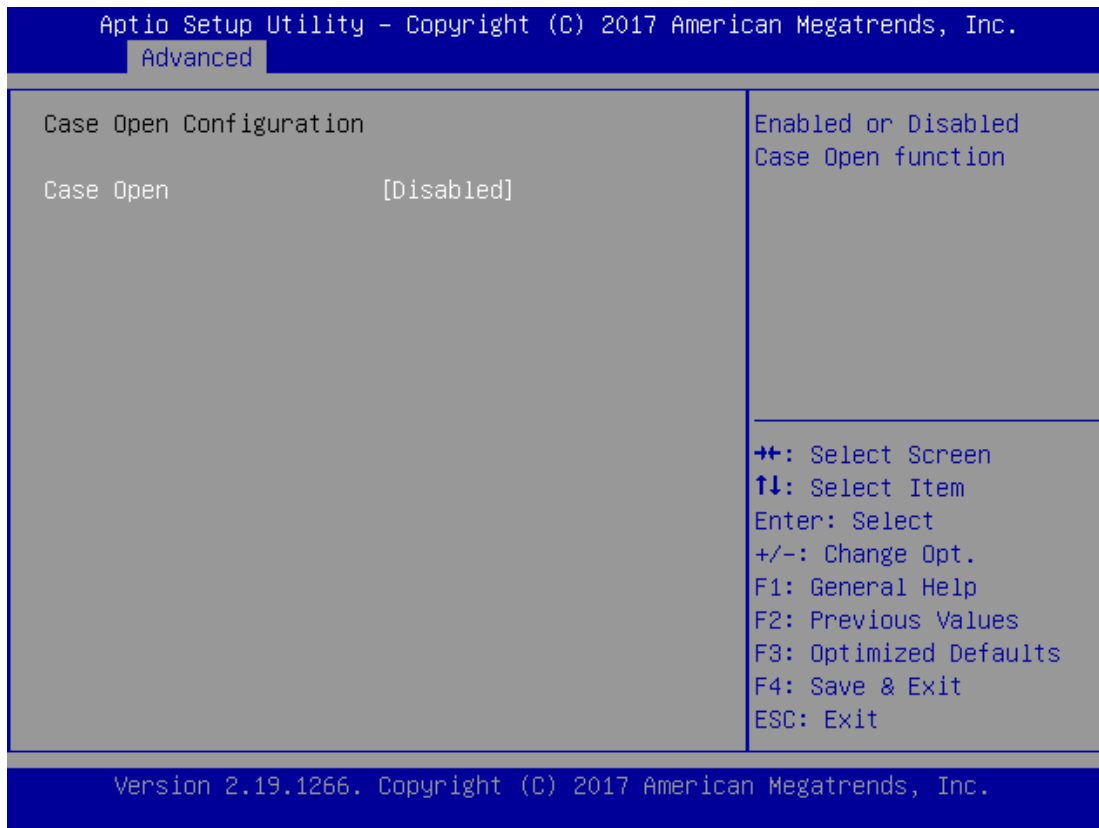 Aptio Setup Utility – Copyright (C) 2017 American Megatrends, Inc.
Advanced
Case Open Configuration
Case Open [Disabled]
Enabled or Disabled
Case Open function
→←: Select Screen
↑↓: Select Item
Enter: Select
+/-: Change Opt.
F1: General Help
F2: Previous Values
F3: Optimized Defaults
F4: Save & Exit
ESC: Exit
Version 2.19.1266. Copyright (C) 2017 American Megatrends, Inc.